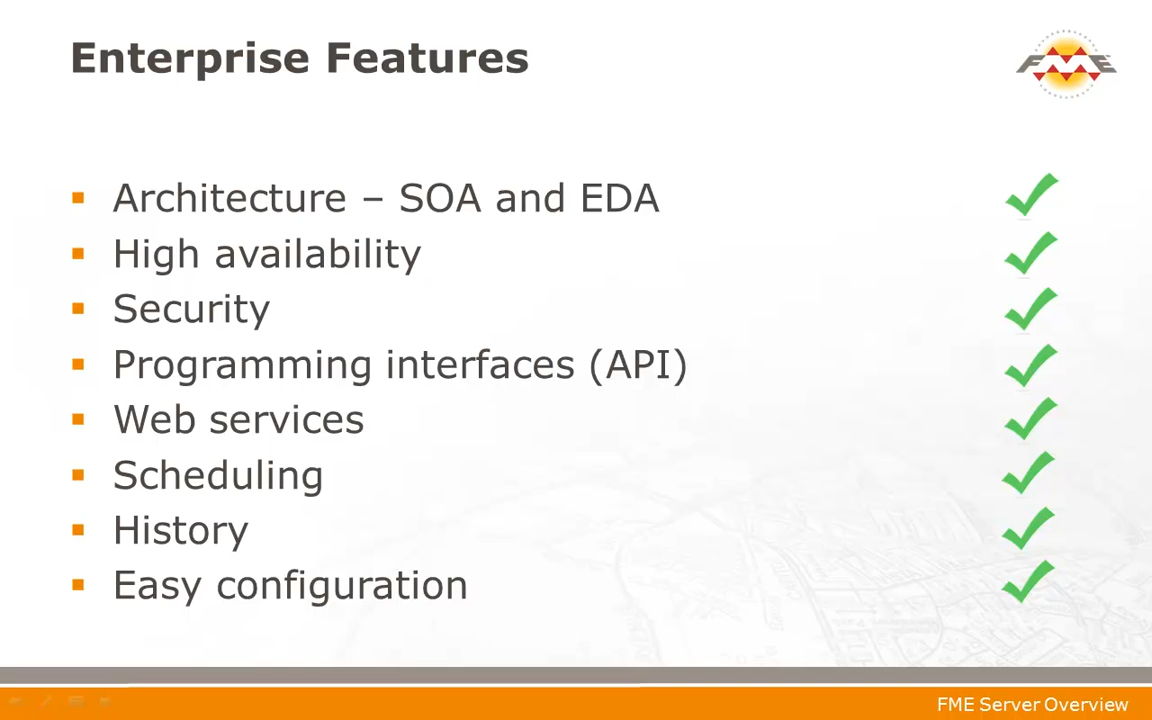 Enterprise Features
FME
Architecture – SOA and EDA
High availability
Security
Programming interfaces (API)
Web services
Scheduling
History
Easy configuration
FME Server Overview